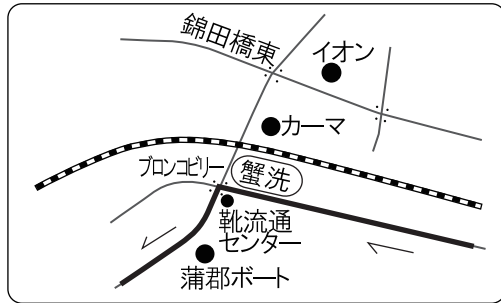 錦田橋東
イオン
カーマ
ブロンコビリー
蟹洗
靴流通
センター
蒲郡ボート